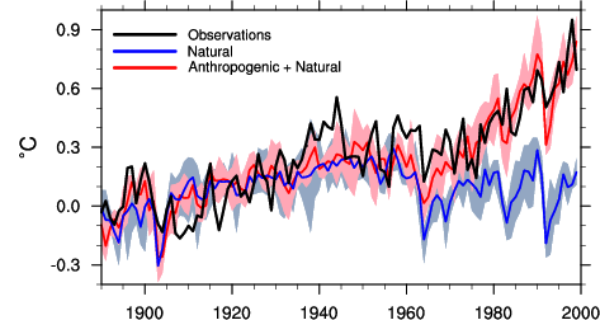 0.9
0.6
0.3
0.0
-0.3
°C
Observations
Natural
Anthropogenic + Natural
1900 1920 1940 1960 1980 2000